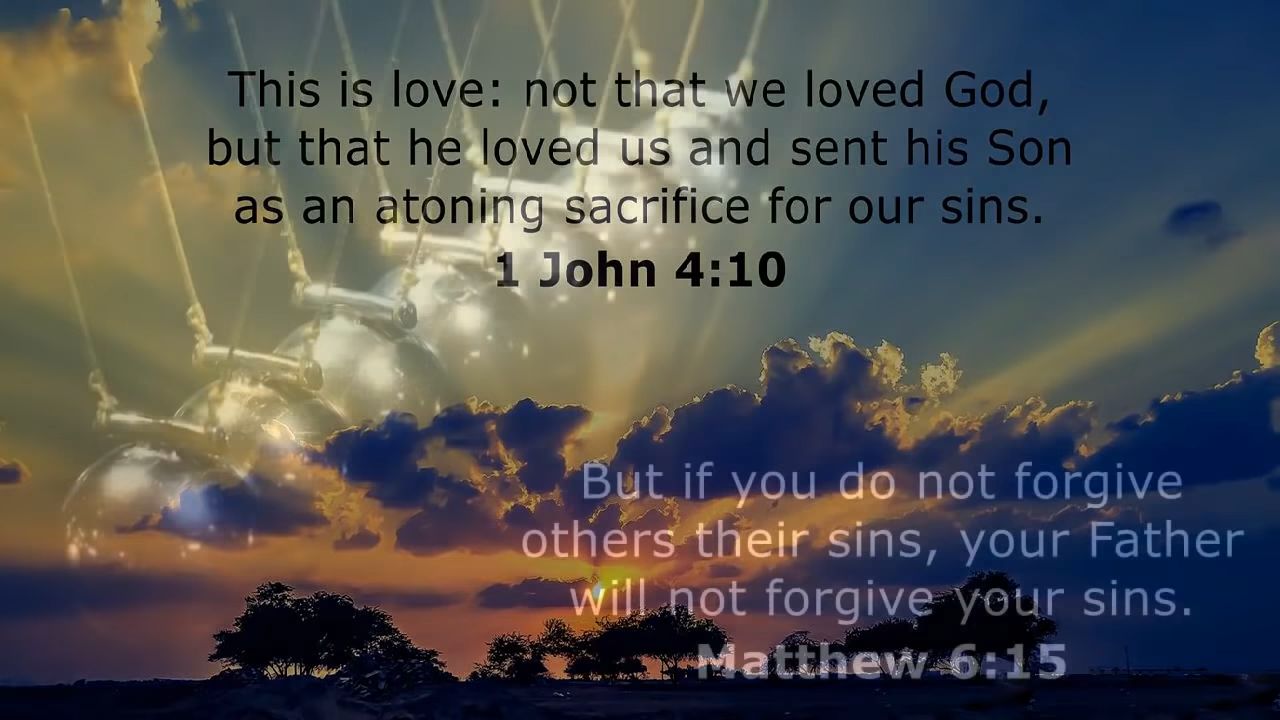 This is love: not that we loved God,
but that he loved us and sent his Son
as an atoning sacrifice for our sins.
1 John 4:10
But if you do not forgive
others their sins, your Father
will not forgive your sins.
Matthew 6:15